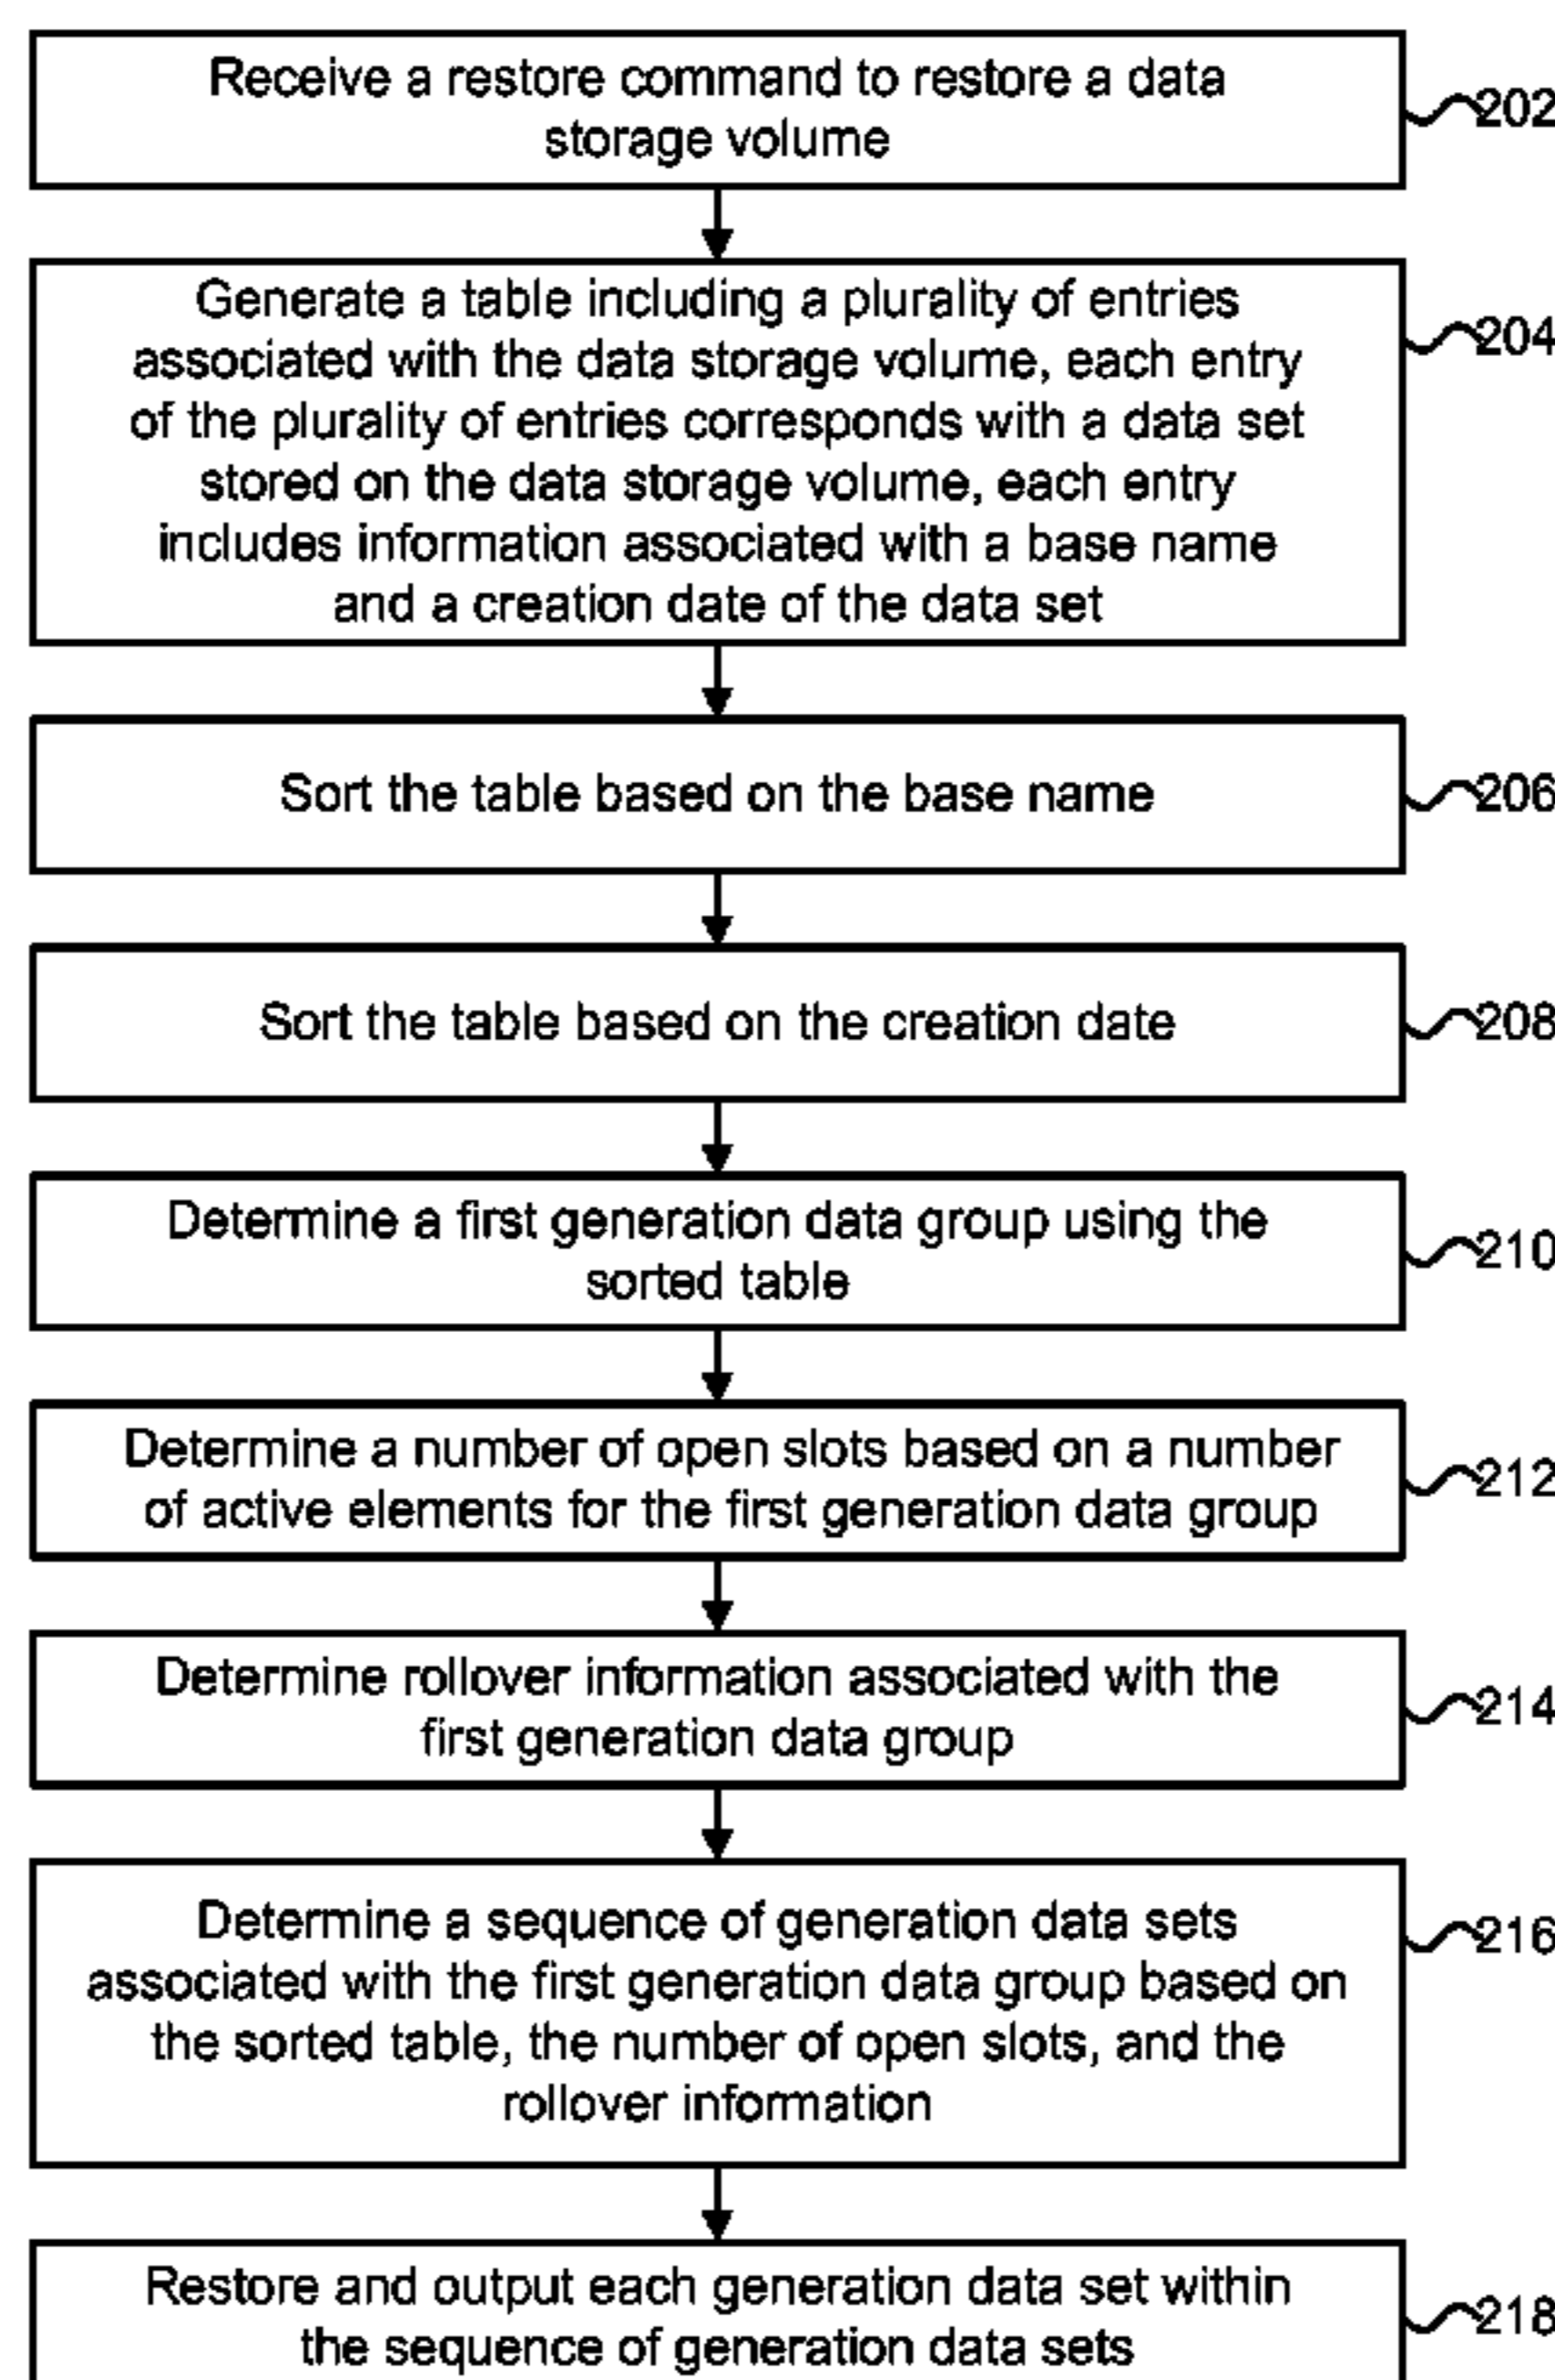 Receive a restore command to restore a data
storage volume
202
Generate a table including a plurality of entries
associated with the data storage volume, each entry
of the plurality of entries corresponds with a data set
stored on the data storage volume, each entry
includes information associated with a base name
and a creation date of the data set
204
Sort the table based on the base name
206
Sort the table based on the creation date
208
Determine a first generation data group using the
sorted table
210
Determine a number of open slots based on a number
of active elements for the first generation data group
212
Determine rollover information associated with the
first generation data group
214
Determine a sequence of generation data sets
associated with the first generation data group based on
the sorted table, the number of open slots, and the
rollover information
216
Restore and output each generation data set within
the sequence of generation data sets
218